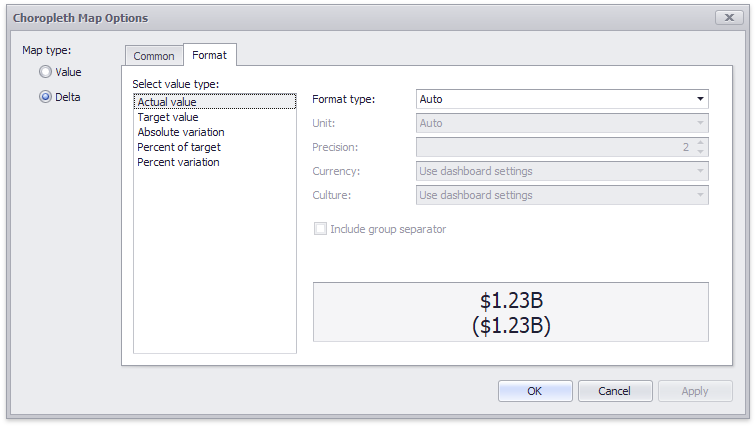 Choropleth Map Options
Map type:
Value
Delta
Common
Format
Select value type:
Actual value
Target value
Absolute variation
Percent of target
Percent variation
Format type:
Auto
Unit:
Auto
Precision:
2
Currency:
Use dashboard settings
Culture:
Use dashboard settings
Include group separator
$1.23B
($1.23B)
OK
Cancel
Apply